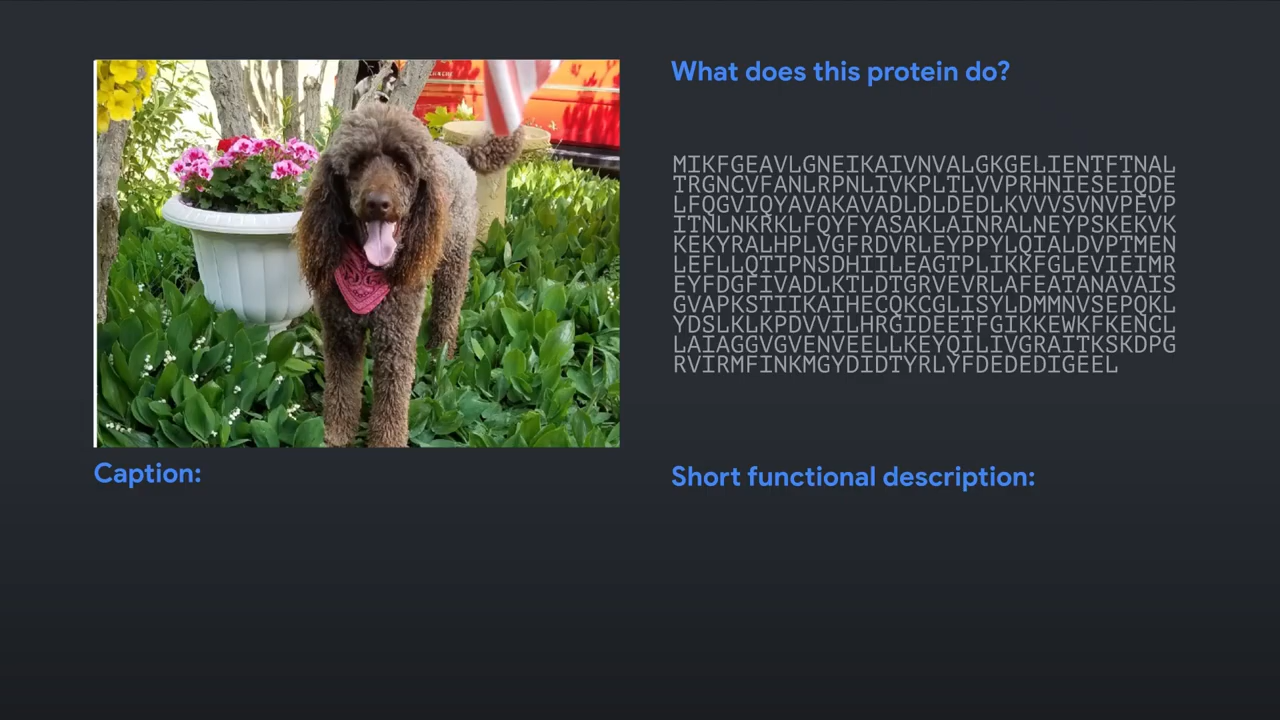 What does this protein do?
MIKFGEAVLGNEIKAIVNVALGKGELIENTFTNAL
TRGNCVFANLRPNLIVKPLTLVVPRHNIESEIQDE
LFQGVIQYAVAKAVADLDLDEDLKVVVSVNVPEVP
ITNLNKRKLFQYFYASAKLAINRALNEYPSKEKVK
KEKYRALHPLVGFRDVRLEYPPYLQIALDVPTMEN
LEFLLQTIPNSDHIILEAGTPLIKKFGLEVIEIMR
EYFDGFIVADLKTLDTGRVEVRLAFEATANAVAIS
GVAPKSTIIKAIHECQKCGLISYLDMMNVSEPQKL
YDSLKLKPDVVILHRGIDEETFGIKKEWKFKENCL
LAIAGGVGVENVEELLKEYQILIVGRAITKSKDPG
RVIRMFINKMGYDIDTYRLYFDEDEDIGEEL
Caption:
Short functional description: